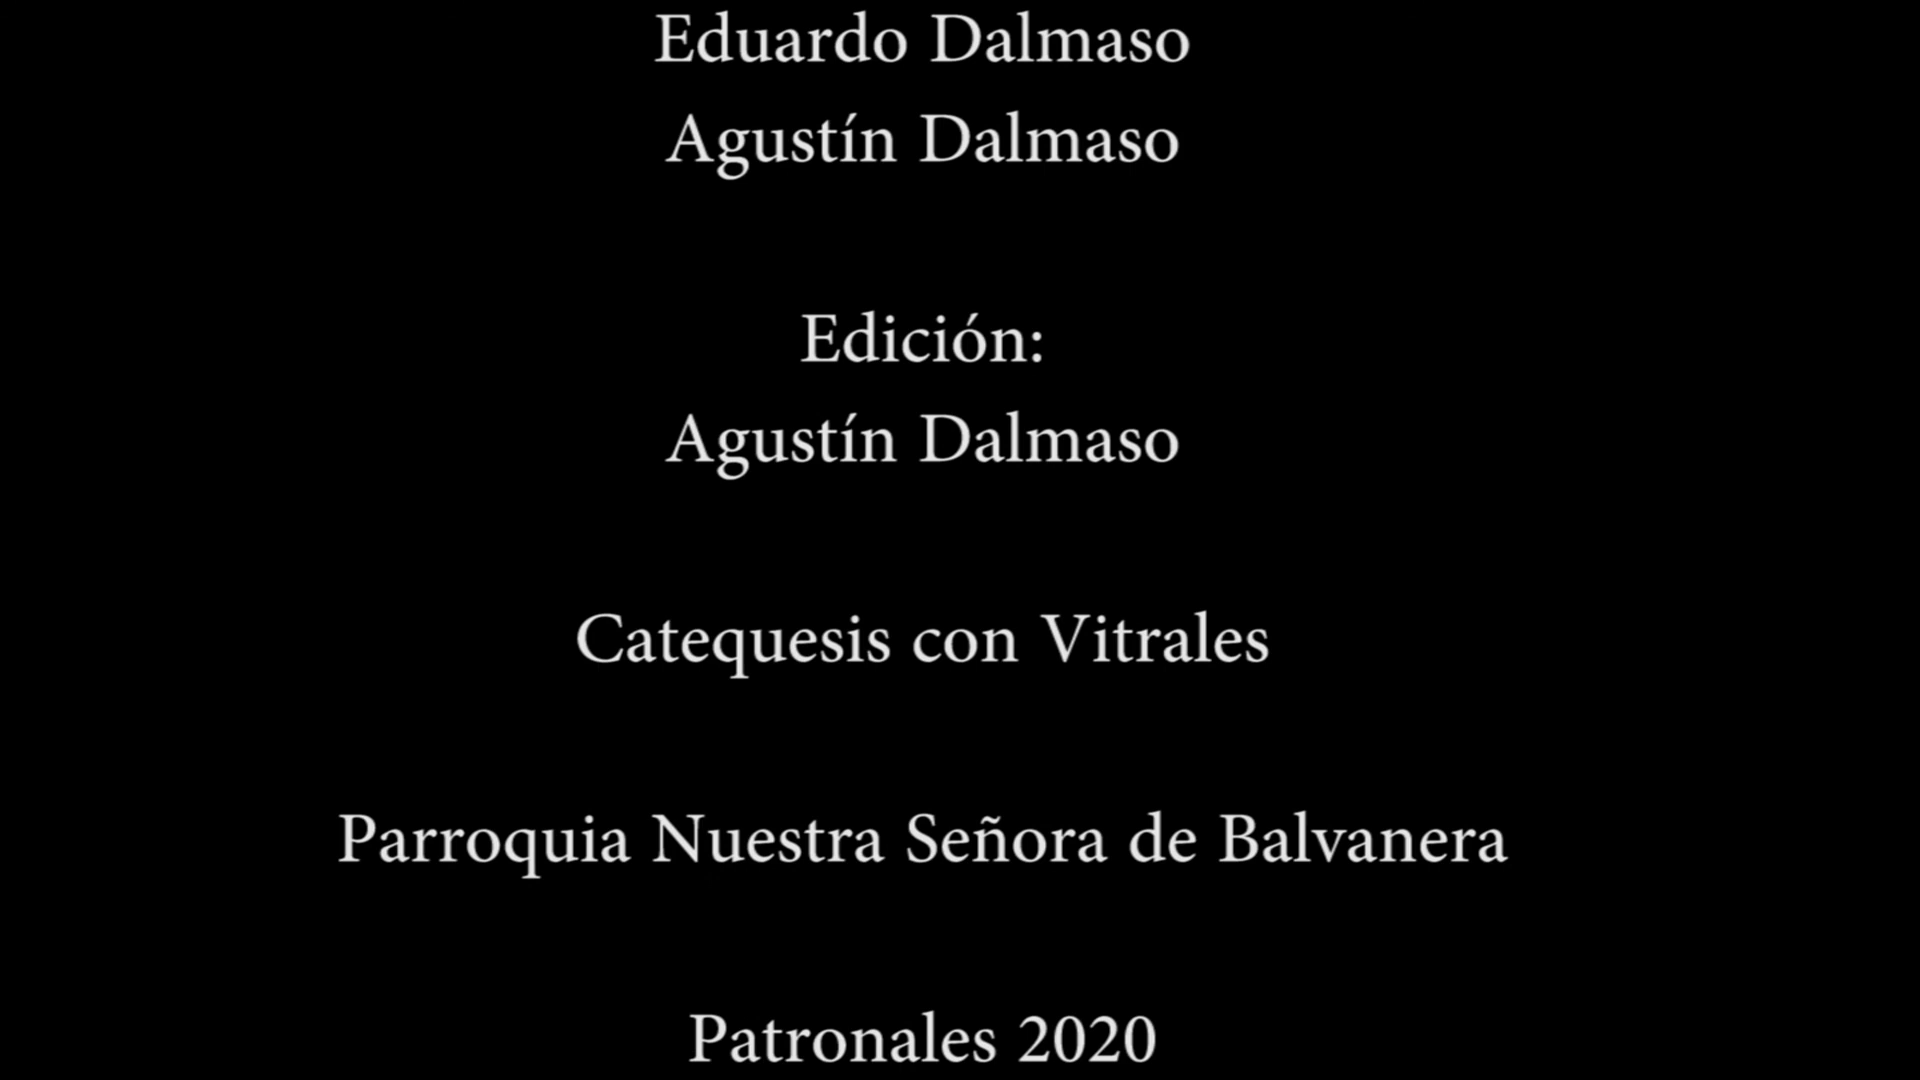 Eduardo Dalmaso
Agustín Dalmaso
Edición:
Agustín Dalmaso
Catequesis con Vitrales
Parroquia Nuestra Señora de Balvanera
Patronales 2020